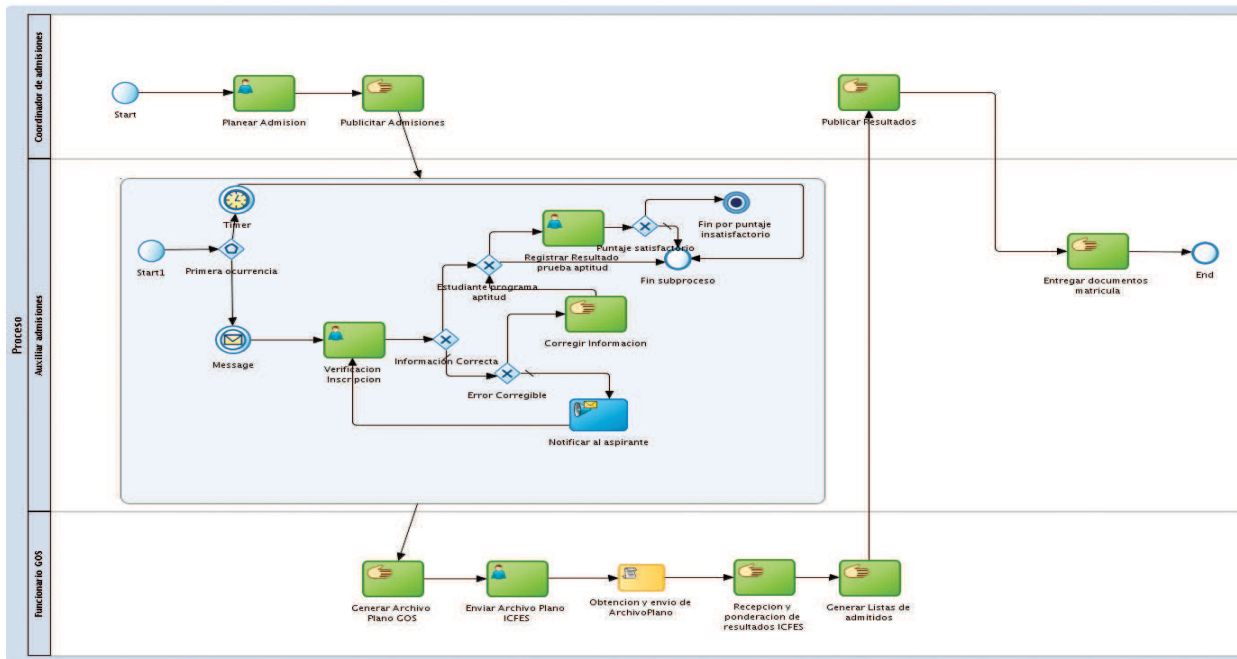 Proceso
Coordinador de admisiones
Start
Planear Admision
Publicitar Admisiones
Publicar Resultados
Auxiliar admisiones
Timer
Start1
Primera ocurrencia
Message
Verificacion
Inscripcion
Información Correcta
Estudiante programa
aptitud
Registrar Resultado
prueba aptitud
Puntaje satisfactorio
Fin por puntaje
insatisfactorio
Fin subproceso
Corregir Informacion
Error Corregible
Notificar al aspirante
Entregar documentos
matricula
End
Funcionario GOS
Generar Archivo
Plano GOS
Enviar Archivo Plano
ICFES
Obtencion y envio de
ArchivoPlano
Recepcion y
ponderacion de
resultados ICFES
Generar Listas de
admitidos